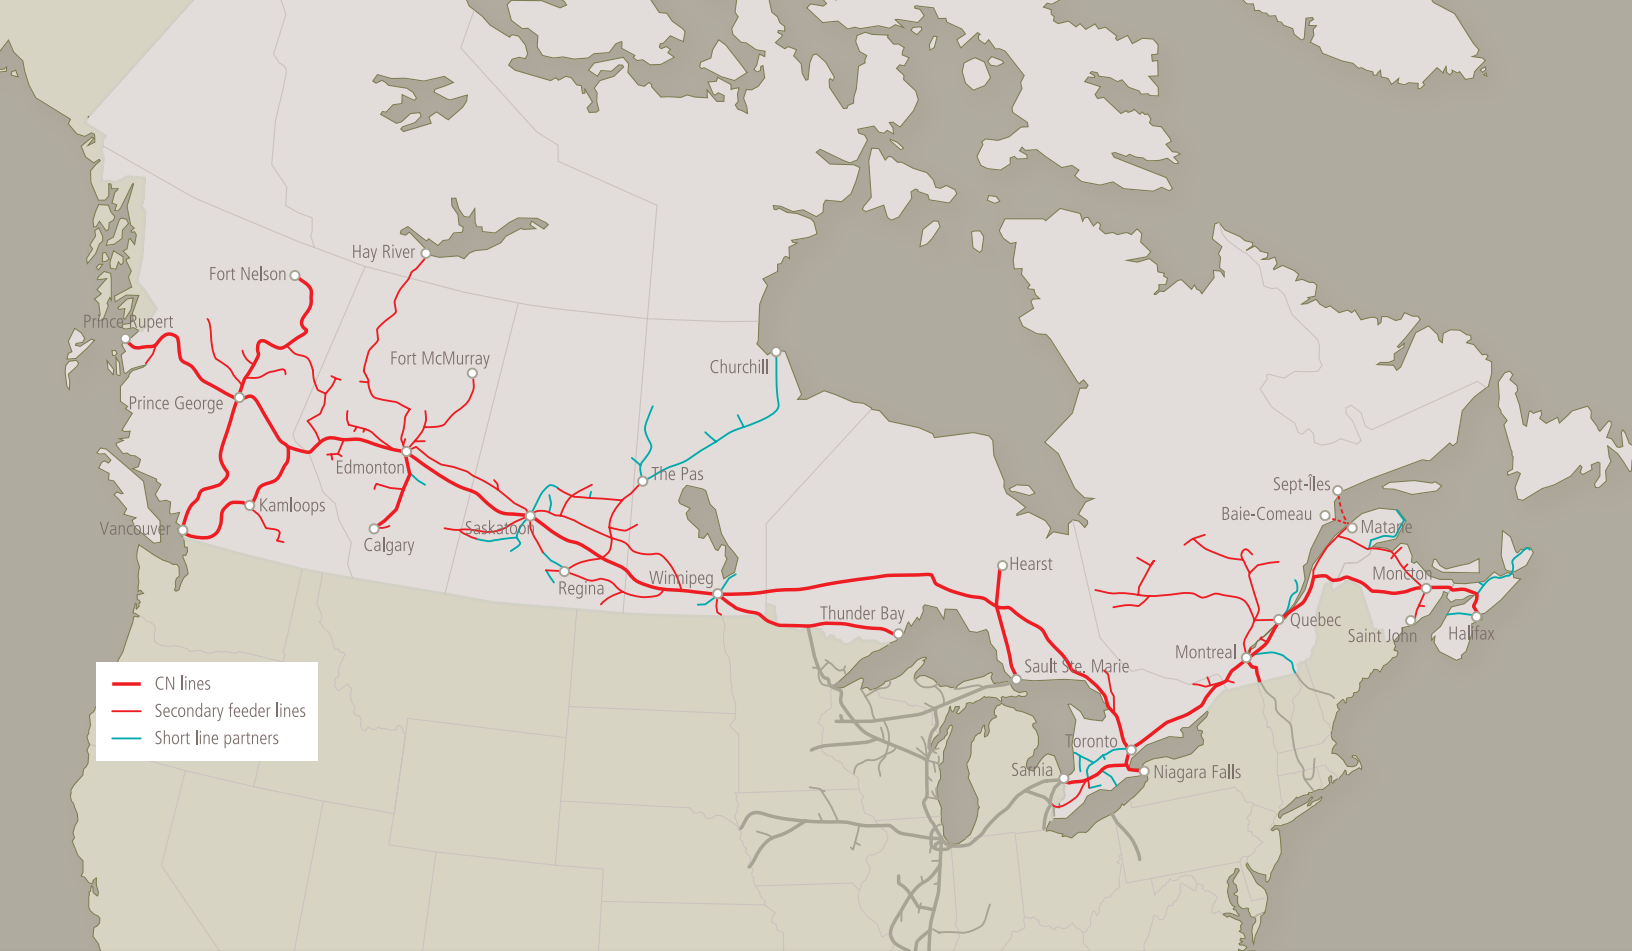 Hay River
Fort Nelson
Prince Rupert
Fort McMurray
Churchill
Prince George
Edmonton
The Pas
Sept-Îles
Kamloops
Baie-Comeau
Vancouver
Saskatoon
Matane
Calgary
Hearst
Moncton
Regina
Winnipeg
Thunder Bay
Quebec
Saint John
Halifax
Montreal
Sault Ste. Marie
CN lines
Secondary feeder lines
Short line partners
Toronto
Sarnia
Niagara Falls